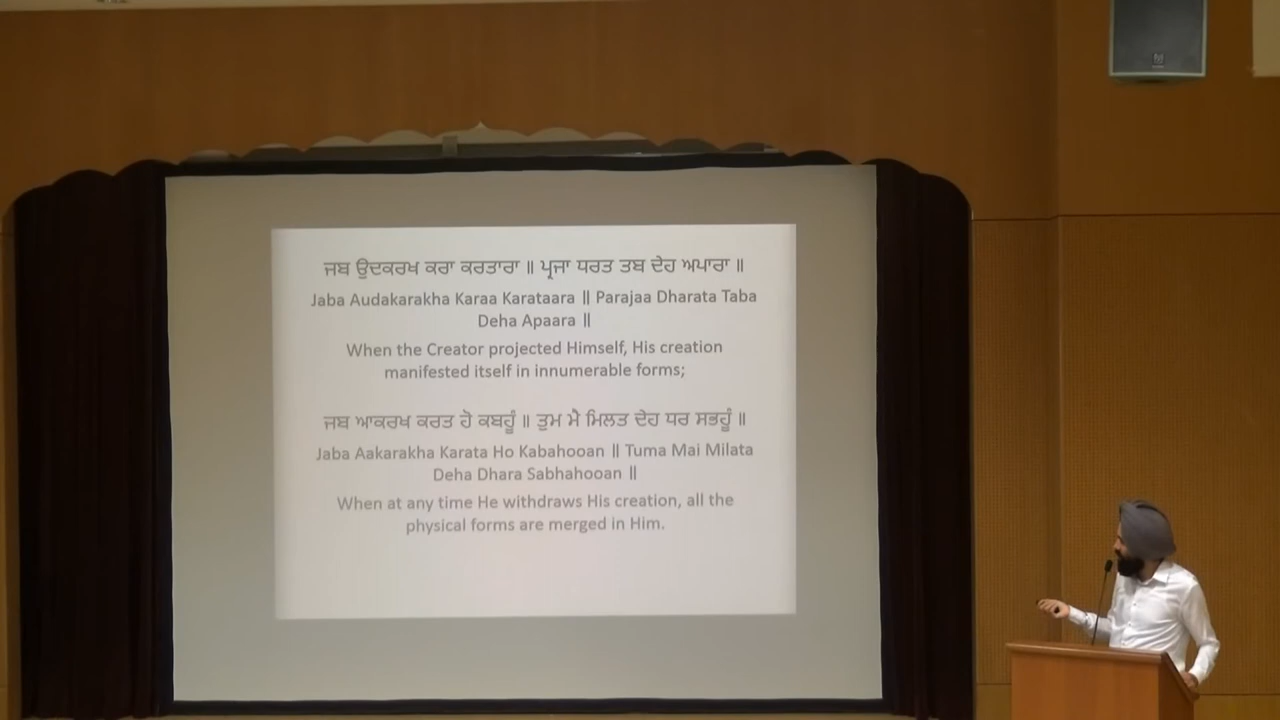 ਜਬ ਉਦਕਰਖ ਕਰਾ ਕਰਤਾਰਾ ॥ ਪ੍ਰਜਾ ਧਰਤ ਤਬ ਦੇਹ ਅਪਾਰਾ ॥
Jaba Audakarakha Karaa Karataara ॥ Parajaa Dharata Taba
Deha Apaara ॥
When the Creator projected Himself, His creation
manifested itself in innumerable forms;
ਜਬ ਆਕਰਖ ਕਰਤ ਹੋ ਕਬਹੂੰ ॥ ਤੁਮ ਮੈ ਮਿਲਤ ਦੇਹ ਧਰ ਸਭਹੂੰ ॥
Jaba Aakarakha Karata Ho Kabahooan ॥ Tuma Mai Milata
Deha Dhara Sabhahooan ॥
When at any time He withdraws His creation, all the
physical forms are merged in Him.